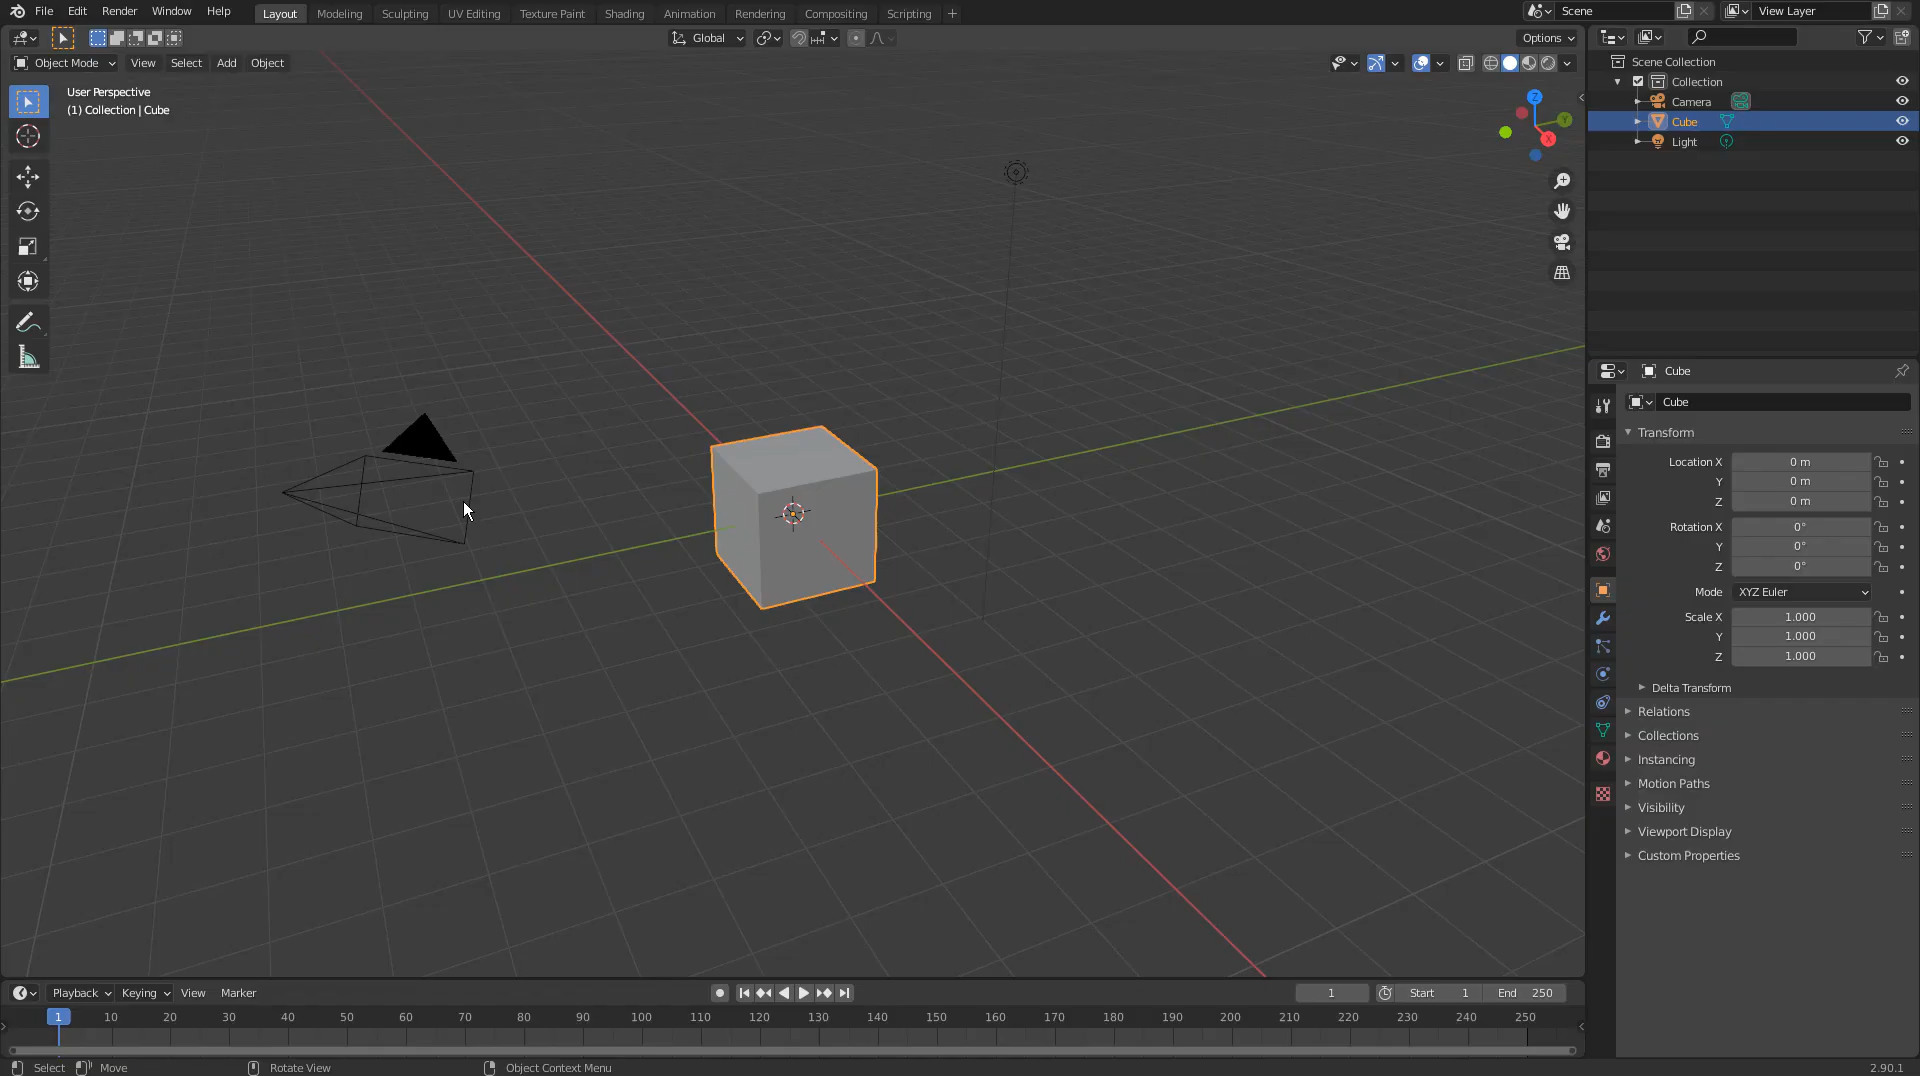 File Edit Render Window Help Layout Modeling Sculpting UV Editing Texture Paint Shading Animation Rendering Compositing Scripting + Scene View Layer
Global Options
Object Mode View Select Add Object
User Perspective
(1) Collection | Cube
Z
Y
X
Scene Collection
Collection
Camera
Cube
Light
Cube
Cube
Transform
Location X 0 m
Y 0 m
Z 0 m
Rotation X 0°
Y 0°
Z 0°
Mode XYZ Euler
Scale X 1.000
Y 1.000
Z 1.000
Delta Transform
Relations
Collections
Instancing
Motion Paths
Visibility
Viewport Display
Custom Properties
Playback Keying View Marker 1 Start 1 End 250
1 10 20 30 40 50 60 70 80 90 100 110 120 130 140 150 160 170 180 190 200 210 220 230 240 250
Select Move Rotate View Object Context Menu 2.90.1